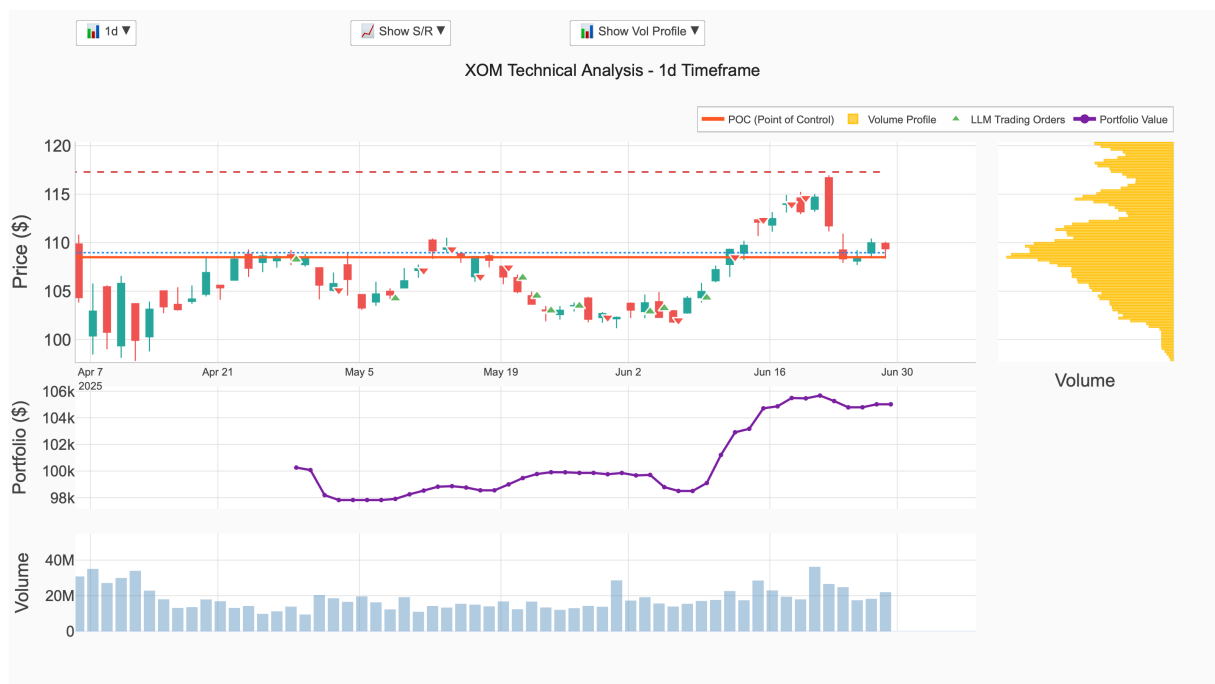 1d ▼
Show S/R ▼
Show Vol Profile ▼
XOM Technical Analysis - 1d Timeframe
POC (Point of Control)
Volume Profile
LLM Trading Orders
Portfolio Value
Price ($)
120
115
110
105
100
Apr 7
2025
Apr 21
May 5
May 19
Jun 2
Jun 16
Jun 30
Volume
Portfolio ($)
106k
104k
102k
100k
98k
Volume
40M
20M
0